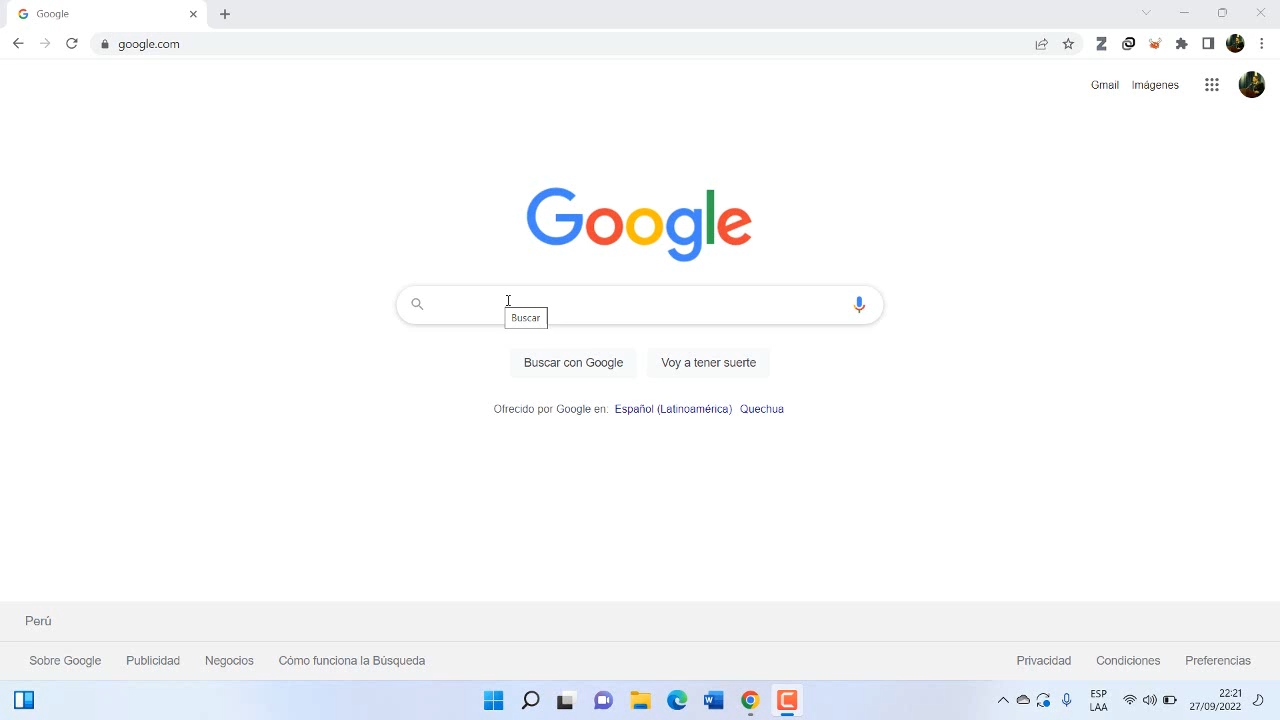 Google
google.com
Gmail Imágenes
Google
Buscar
Buscar con Google Voy a tener suerte
Ofrecido por Google en: Español (Latinoamérica) Quechua
Perú
Sobre Google Publicidad Negocios Cómo funciona la Búsqueda Privacidad Condiciones Preferencias
ESP 22:21
LAA 27/09/2022